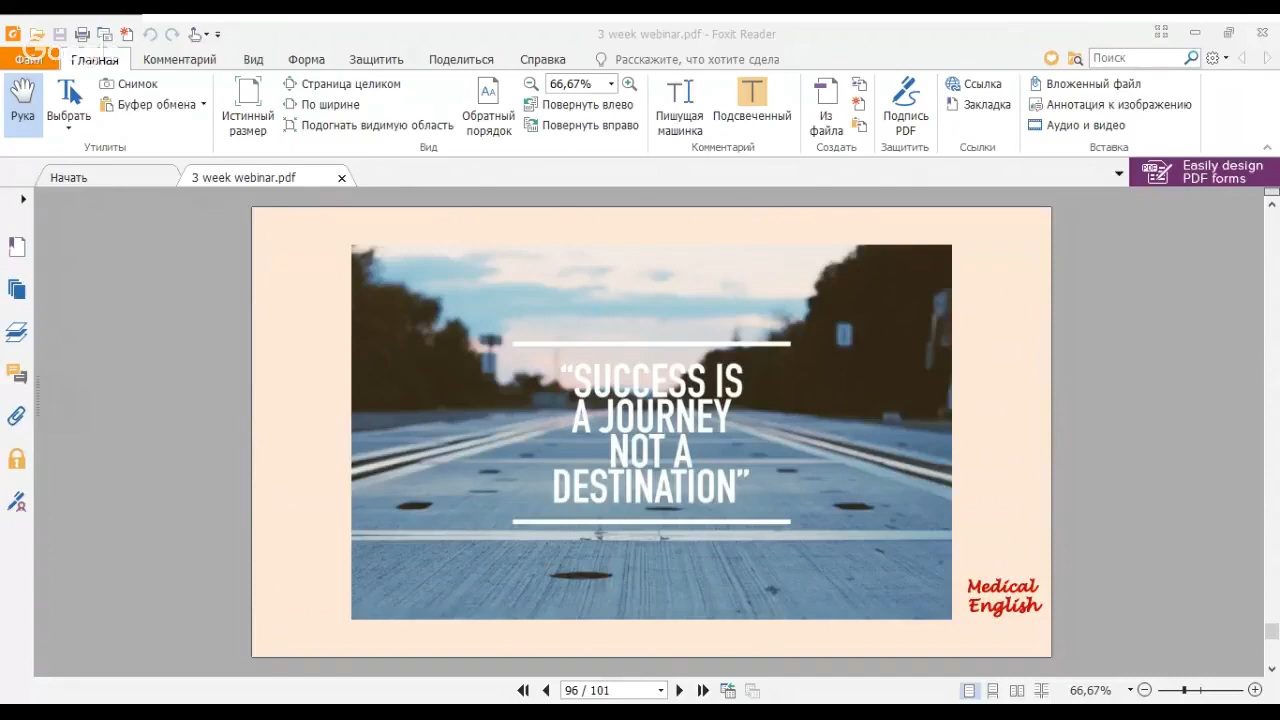 3 week webinar.pdf - Foxit Reader
Файл Главная Комментарий Вид Форма Защитить Поделиться Справка Расскажите, что хотите сделать Поиск
Рука
Выбрать
Снимок
Буфер обмена
Утилиты
Истинный
размер
Страница целиком
По ширине
Подогнать видимую область
Обратный
порядок
66,67%
Повернуть влево
Повернуть вправо
Вид
Пишущая
машинка
Подсвеченный
Комментарий
Из
файла
Создать
Подпись
PDF
Защитить
Ссылка
Закладка
Ссылки
Вложенный файл
Аннотация к изображению
Аудио и видео
Вставка
Начать
3 week webinar.pdf
Easily design
PDF forms
“SUCCESS IS
A JOURNEY
NOT A
DESTINATION”
Medical
English
96 / 101
66,67%